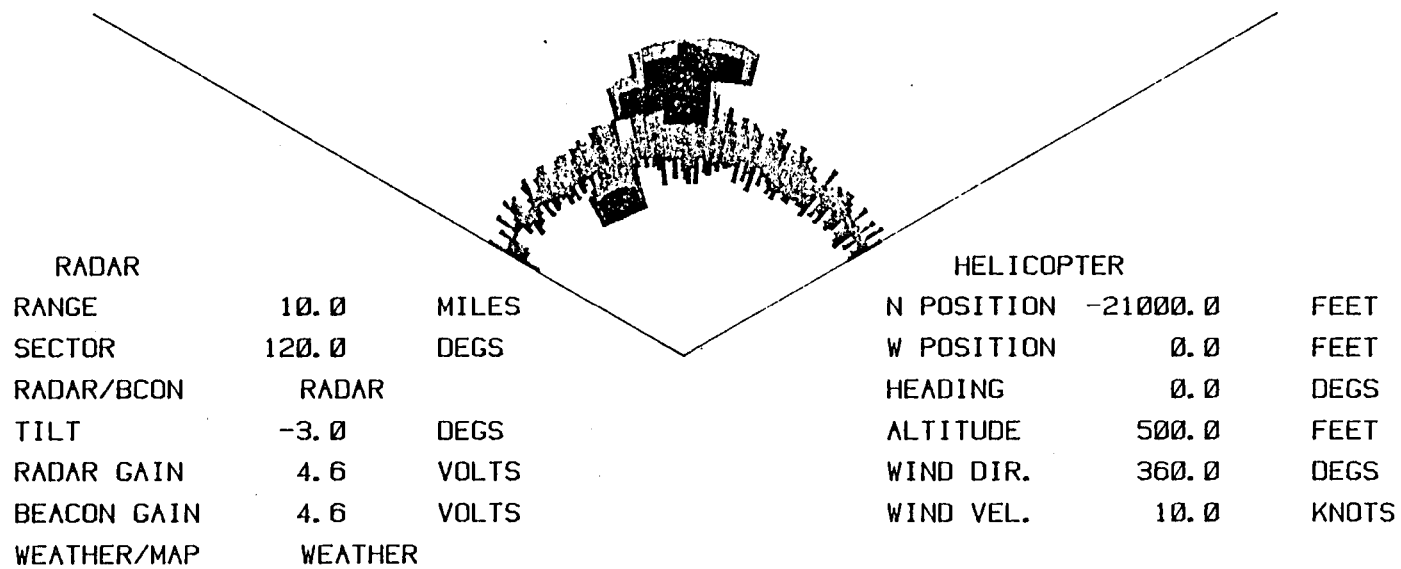 RADAR
RANGE 10.0 MILES
SECTOR 120.0 DEGS
RADAR/BCON RADAR
TILT -3.0 DEGS
RADAR GAIN 4.6 VOLTS
BEACON GAIN 4.6 VOLTS
WEATHER/MAP WEATHER
HELICOPTER
N POSITION -21000.0 FEET
W POSITION 0.0 FEET
HEADING 0.0 DEGS
ALTITUDE 500.0 FEET
WIND DIR. 360.0 DEGS
WIND VEL. 10.0 KNOTS